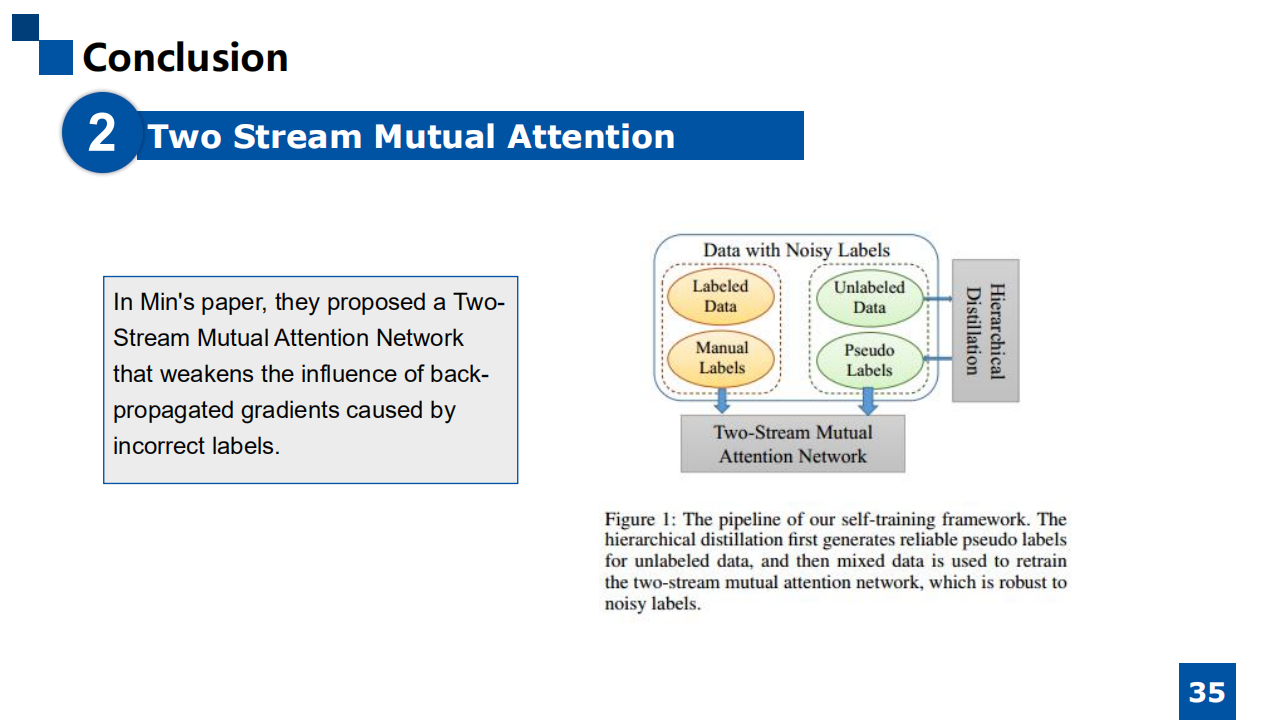 Conclusion
2
Two Stream Mutual Attention
In Min's paper, they proposed a Two-
Stream Mutual Attention Network
that weakens the influence of back-
propagated gradients caused by
incorrect labels.
Data with Noisy Labels
Labeled
Data
Manual
Labels
Unlabeled
Data
Pseudo
Labels
Hierarchical
Distillation
Two-Stream Mutual
Attention Network
Figure 1: The pipeline of our self-training framework. The
hierarchical distillation first generates reliable pseudo labels
for unlabeled data, and then mixed data is used to retrain
the two-stream mutual attention network, which is robust to
noisy labels.
35